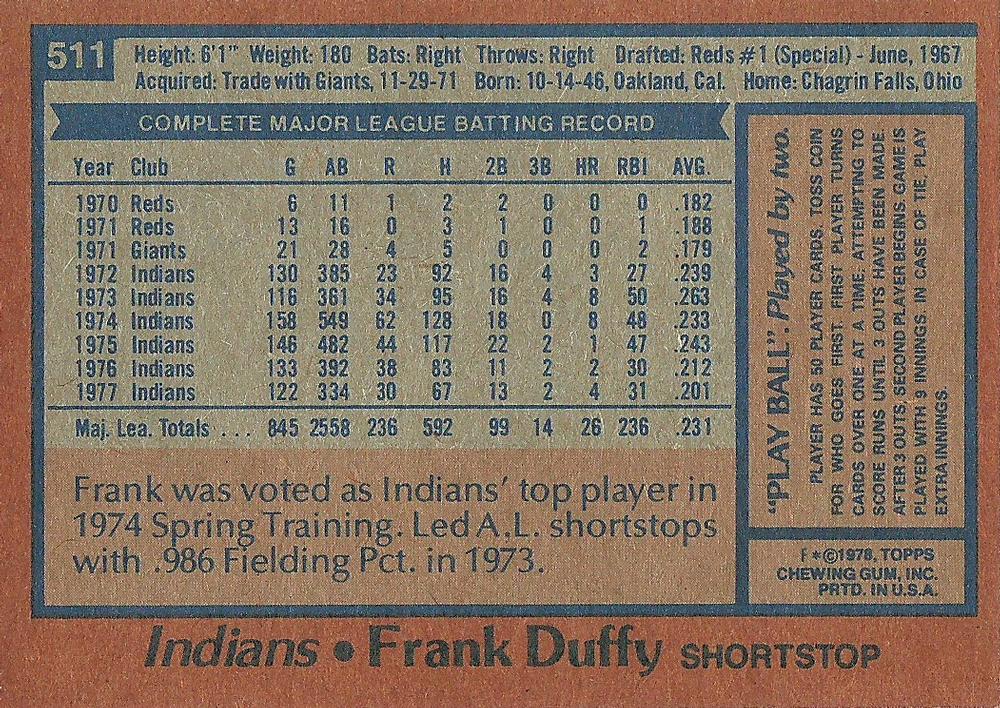 511
Height: 6'1" Weight: 180 Bats: Right Throws: Right Drafted: Reds #1 (Special) - June, 1967
Acquired: Trade with Giants, 11-29-71 Born: 10-14-46, Oakland, Cal. Home: Chagrin Falls, Ohio
COMPLETE MAJOR LEAGUE BATTING RECORD
Year Club G AB R H 2B 3B HR RBI AVG.
1970 Reds 6 11 1 2 2 0 0 0 .182
1971 Reds 13 16 0 3 1 0 0 1 .188
1971 Giants 21 28 4 5 0 0 0 2 .179
1972 Indians 130 385 23 92 16 4 3 27 .239
1973 Indians 116 361 34 95 16 4 8 50 .263
1974 Indians 158 549 62 128 18 0 8 48 .233
1975 Indians 146 482 44 117 22 2 1 47 .243
1976 Indians 133 392 38 83 11 2 2 30 .212
1977 Indians 122 334 30 67 13 2 4 31 .201
Maj. Lea. Totals . . . 845 2558 236 592 99 14 26 236 .231
Frank was voted as Indians' top player in
1974 Spring Training. Led A.L. shortstops
with .986 Fielding Pct. in 1973.
"PLAY BALL". Played by two.
PLAYER HAS 50 PLAYER CARDS. TOSS COIN
FOR WHO GOES FIRST. FIRST PLAYER TURNS
CARDS OVER ONE AT A TIME, ATTEMPTING TO
SCORE RUNS UNTIL 3 OUTS HAVE BEEN MADE.
AFTER 3 OUTS, SECOND PLAYER BEGINS. GAME IS
PLAYED WITH 9 INNINGS. IN CASE OF TIE, PLAY
EXTRA INNINGS.
F *©1978, TOPPS
CHEWING GUM, INC.
PRTD. IN U.S.A.
Indians • Frank Duffy SHORTSTOP